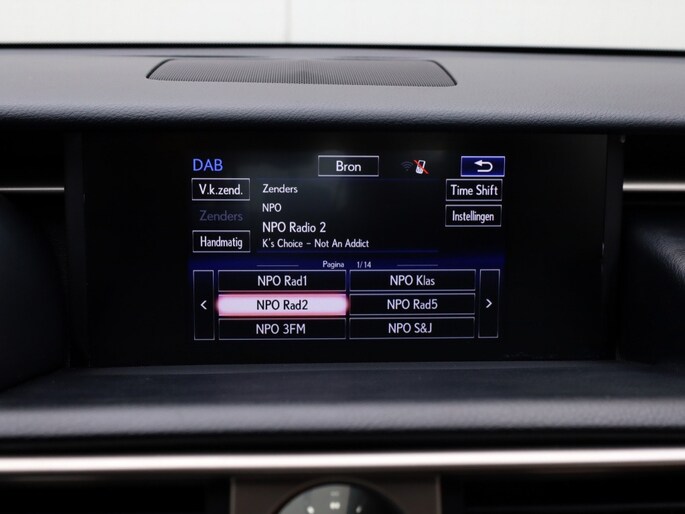 DAB Bron
V.k.zend. Zenders Time Shift
Zenders NPO Instellingen
NPO Radio 2
Handmatig K's Choice - Not An Addict
Pagina 1/14
< NPO Rad1 NPO Klas >
NPO Rad2 NPO Rad5
NPO 3FM NPO S&J